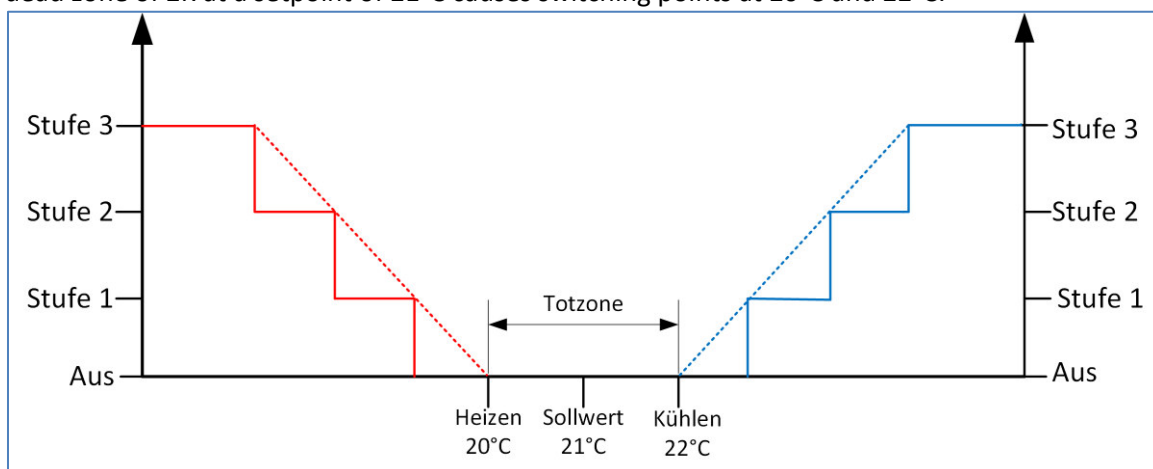 dead zone of 2K at a setpoint of 21°C causes switching points at 20°C and 22°C.
Stufe 3
Stufe 3
Stufe 2
Stufe 2
Stufe 1
Totzone
Stufe 1
Aus
Aus
Heizen
20°C
Sollwert
21°C
Kühlen
22°C